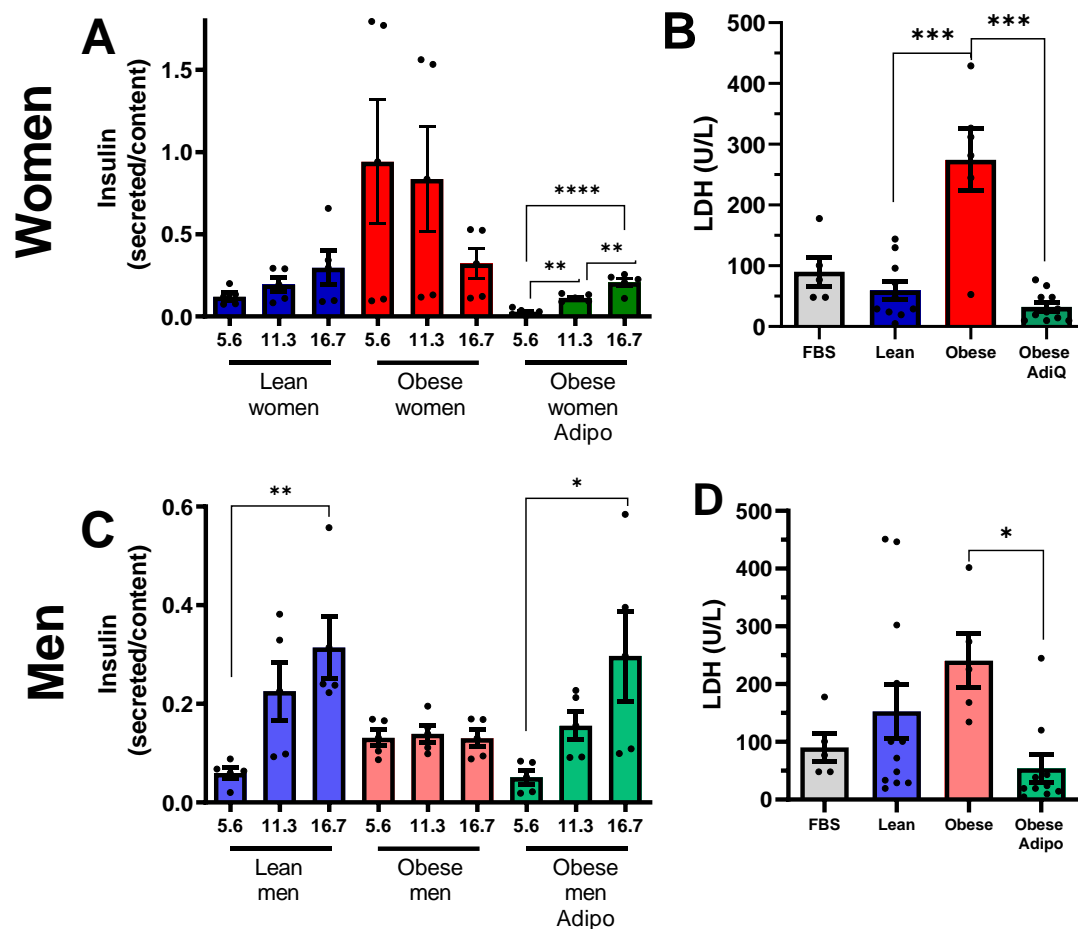 Women
A
Insulin
(secreted/content)
1.5
1.0
0.5
0.0
****
**
**
5.6 11.3 16.7 5.6 11.3 16.7 5.6 11.3 16.7
Lean
women
Obese
women
Obese
women
Adipo
B
LDH (U/L)
500
400
300
200
100
0
*** ***
FBS Lean Obese Obese
AdiQ
Men
C
Insulin
(secreted/content)
0.6
0.4
0.2
0.0
** *
5.6 11.3 16.7 5.6 11.3 16.7 5.6 11.3 16.7
Lean
men
Obese
men
Obese
men
Adipo
D
LDH (U/L)
500
400
300
200
100
0
*
FBS Lean Obese Obese
Adipo